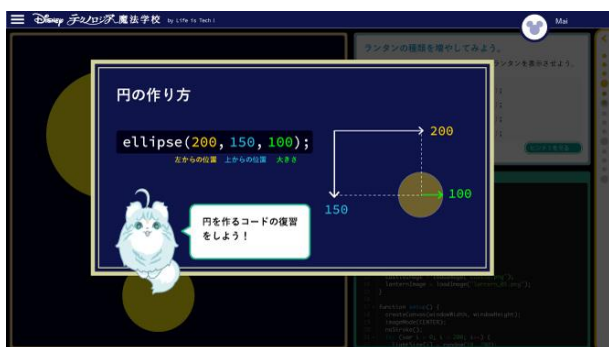 Disney テクノロジア魔法学校 by Life is Tech !
Mai
ランタンの種類を増やしてみよう。
ランタンを表示させよう。
円の作り方
ellipse(200, 150, 100);
左からの位置 上からの位置 大きさ
200
150
100
円を作るコードの復習
をしよう!
function setup() {
createCanvas(windowWidth, windowHeight);
imageMode(CENTER);
noStroke();